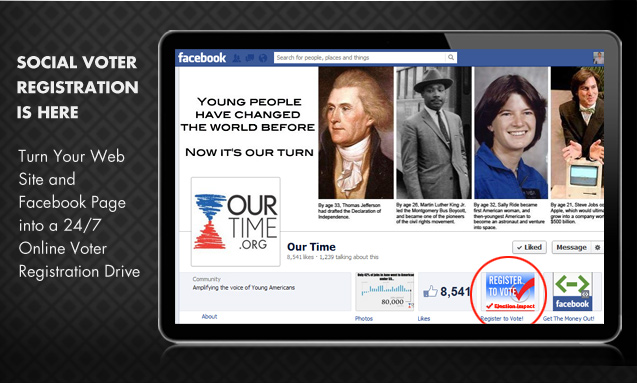 SOCIAL VOTER
REGISTRATION
IS HERE
Turn Your Web
Site and
Facebook Page
into a 24/7
Online Voter
Registration Drive
facebook
Search for people, places and things
YOUNG PEOPLE
HAVE CHANGED
THE WORLD BEFORE
NOW IT'S OUR TURN
By age 33, Thomas Jefferson
had drafted the Declaration of
Independence.
By age 26, Martin Luther King Jr.
led the Montgomery Bus Boycott,
and became one of the pioneers
of the civil rights movement.
By age 32, Sally Ride became
first American woman, and
then-youngest American to
become an astronaut and venture
into space.
By age 21, Steve Jobs co
Apple, which would ultima
grow into a company wor
$500 billion.
OUR
TIME
.ORG
Our Time
8,541 likes · 1,239 talking about this
Liked
Message
Community
Amplifying the voice of Young Americans
About
80,000
Photos
8,541
Likes
REGISTER
TO VOTE
Election Impact
Register to Vote!
facebook
Get The Money Out!